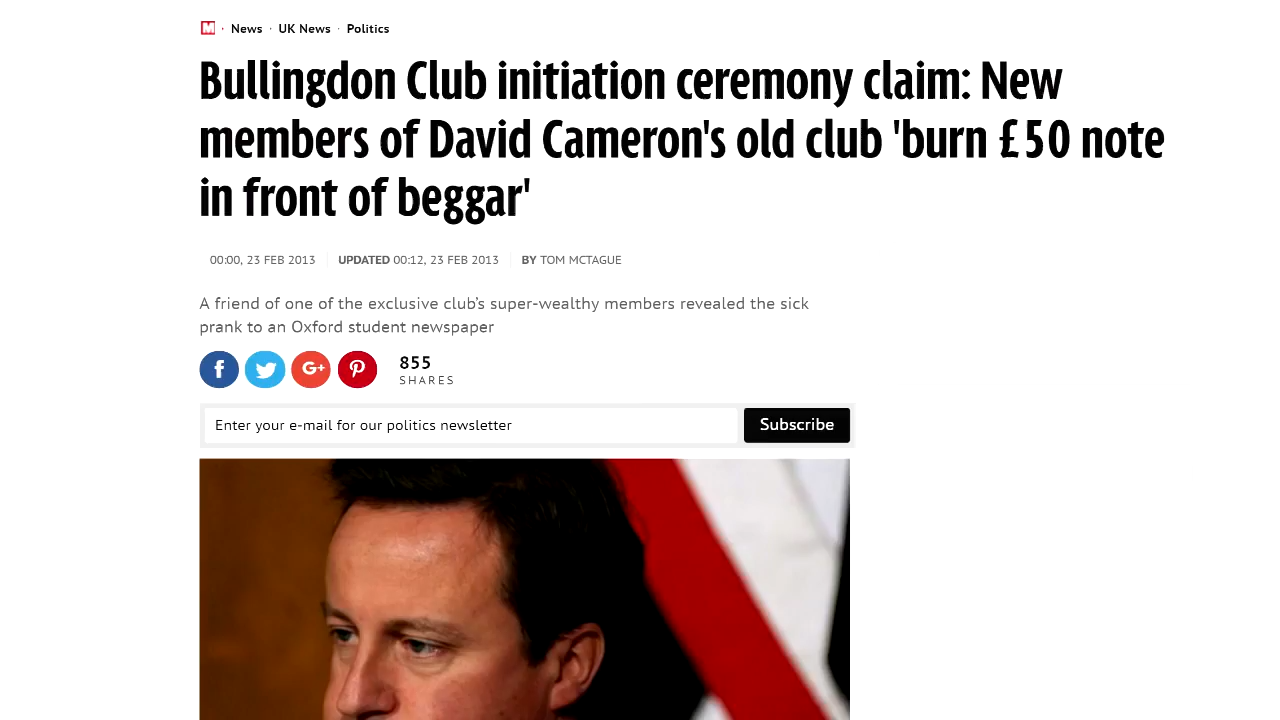 M · News · UK News · Politics
Bullingdon Club initiation ceremony claim: New
members of David Cameron's old club 'burn £50 note
in front of beggar'
00:00, 23 FEB 2013 UPDATED 00:12, 23 FEB 2013 BY TOM MCTAGUE
A friend of one of the exclusive club’s super-wealthy members revealed the sick
prank to an Oxford student newspaper
855
SHARES
Enter your e-mail for our politics newsletter Subscribe